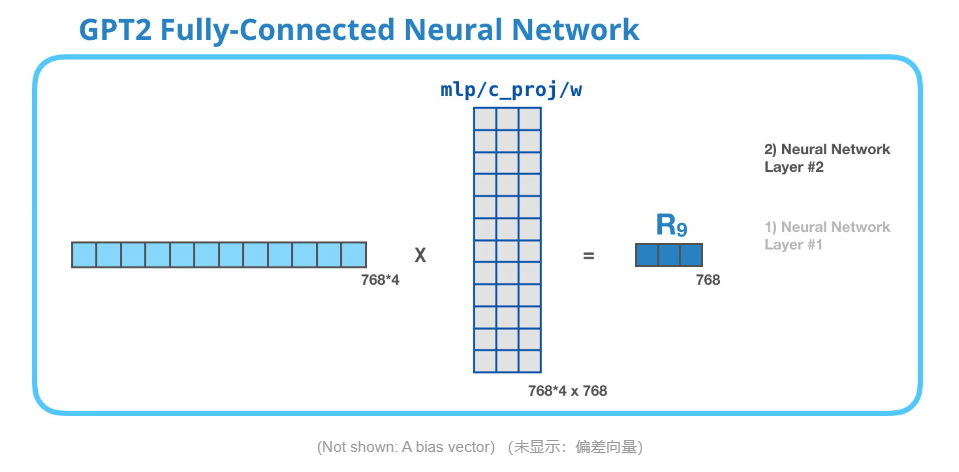 GPT2 Fully-Connected Neural Network
mlp/c_proj/w
2) Neural Network
Layer #2
R9
1) Neural Network
Layer #1
X
=
768*4
768
768*4 x 768
(Not shown: A bias vector) (未显示：偏差向量)